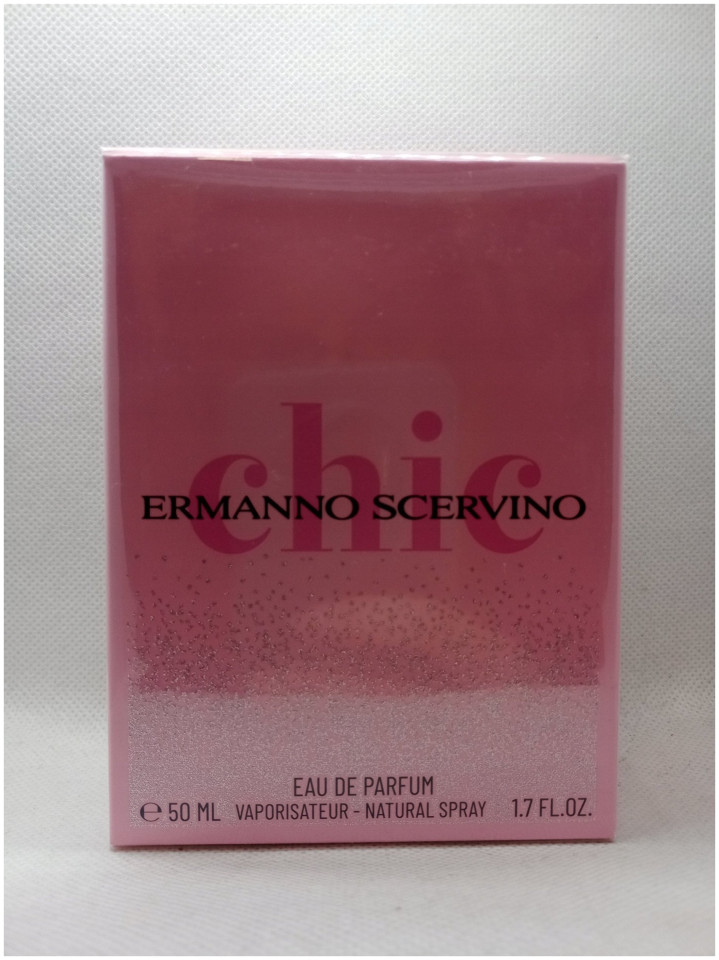 chic
ERMANNO SCERVINO
EAU DE PARFUM
℮ 50 ML VAPORISATEUR - NATURAL SPRAY 1.7 FL.OZ.